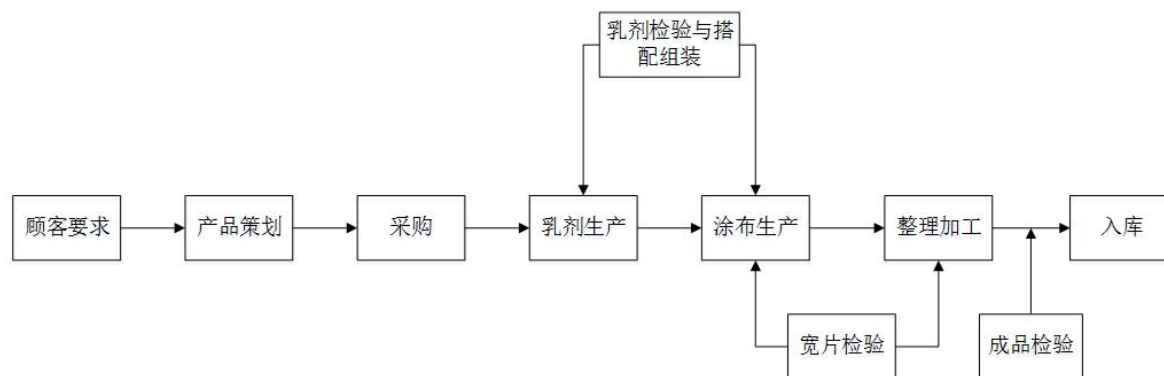 乳剂检验与搭
配组装
顾客要求
产品策划
采购
乳剂生产
涂布生产
整理加工
入库
宽片检验
成品检验